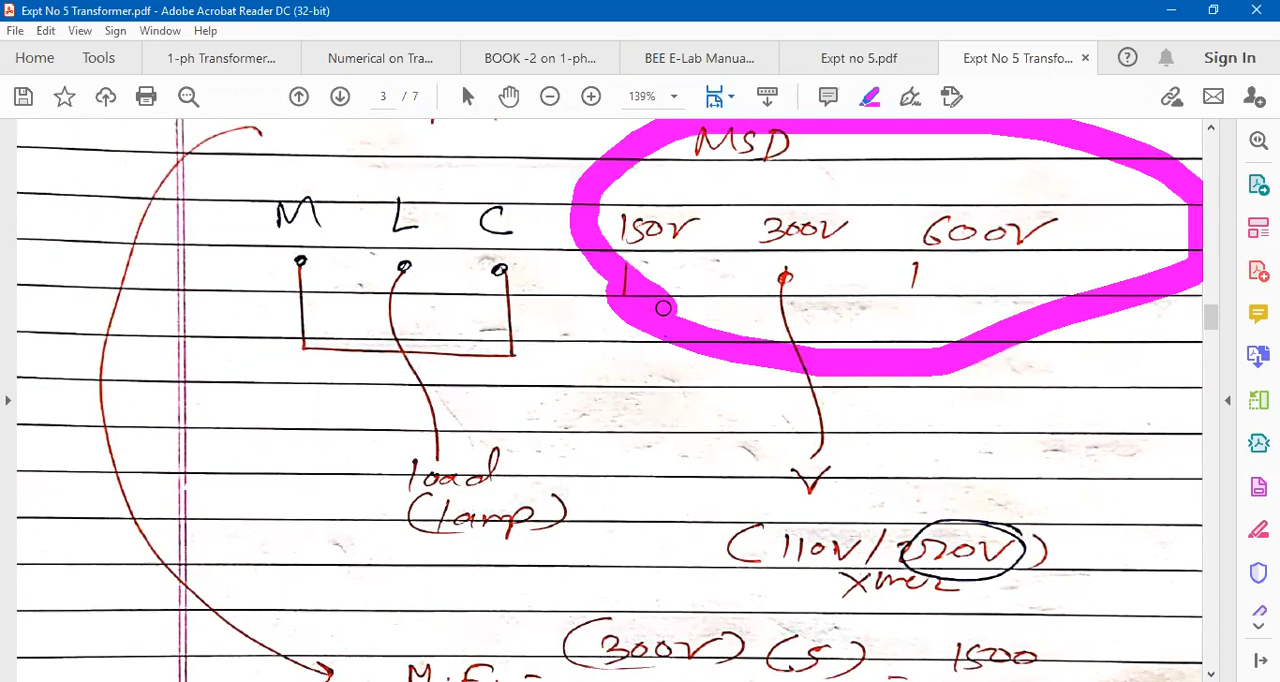 Expt No 5 Transformer.pdf - Adobe Acrobat Reader DC (32-bit)
File Edit View Sign Window Help
Home Tools 1-ph Transformer... Numerical on Tra... BOOK -2 on 1-ph... BEE E-Lab Manua... Expt no 5.pdf Expt No 5 Transfo... × Sign In
3 / 7 139%
MSD
M L C 150V 300V 600V
load
(lamp)
V
(110V/220V)
Xmer
(300V) (5) 1500